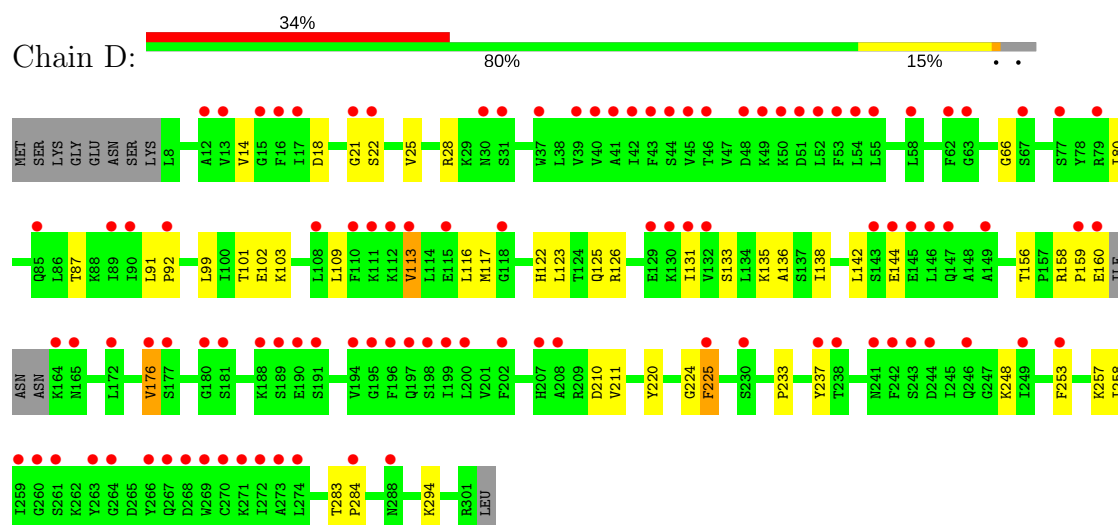 34%
Chain D:
80% 15% • •
MET SER LYS GLY GLU ASN SER LYS L8 A12 V13 V14 G15 F16 I17 D18 G21 S22 V25 R28 K29 N30 S31 W37 L38 V39 V40 A41 I42 F43 S44 V45 T46 V47 D48 K49 K50 D51 L52 F53 L54 L55 L58 F62 G63 G66 S67 S77 Y78 R79 I80
Q85 L86 T87 K88 I89 I90 L91 P92 L99 I100 T101 E102 K103 L108 L109 F110 K111 K112 V113 L114 E115 L116 M117 G118 H122 L123 T124 Q125 R126 E129 K130 I131 V132 S133 L134 K135 A136 S137 I138 L142 S143 E144 E145 L146 Q147 A148 A149 T156 P157 R158 P159 E160 ILE
ASN ASN K164 N165 L172 V176 S177 G180 S181 K188 S189 E190 S191 V194 G195 F196 Q197 S198 I199 L200 V201 F202 H207 A208 R209 D210 V211 Y220 G224 F225 S230 P233 Y237 T238 N241 F242 S243 D244 I245 Q246 G247 K248 I249 F253 K257 I258
I259 G260 S261 K262 Y263 G264 D265 Y266 Q267 D268 W269 C270 K271 I272 A273 L274 T283 P284 N288 K294 R301 LEU